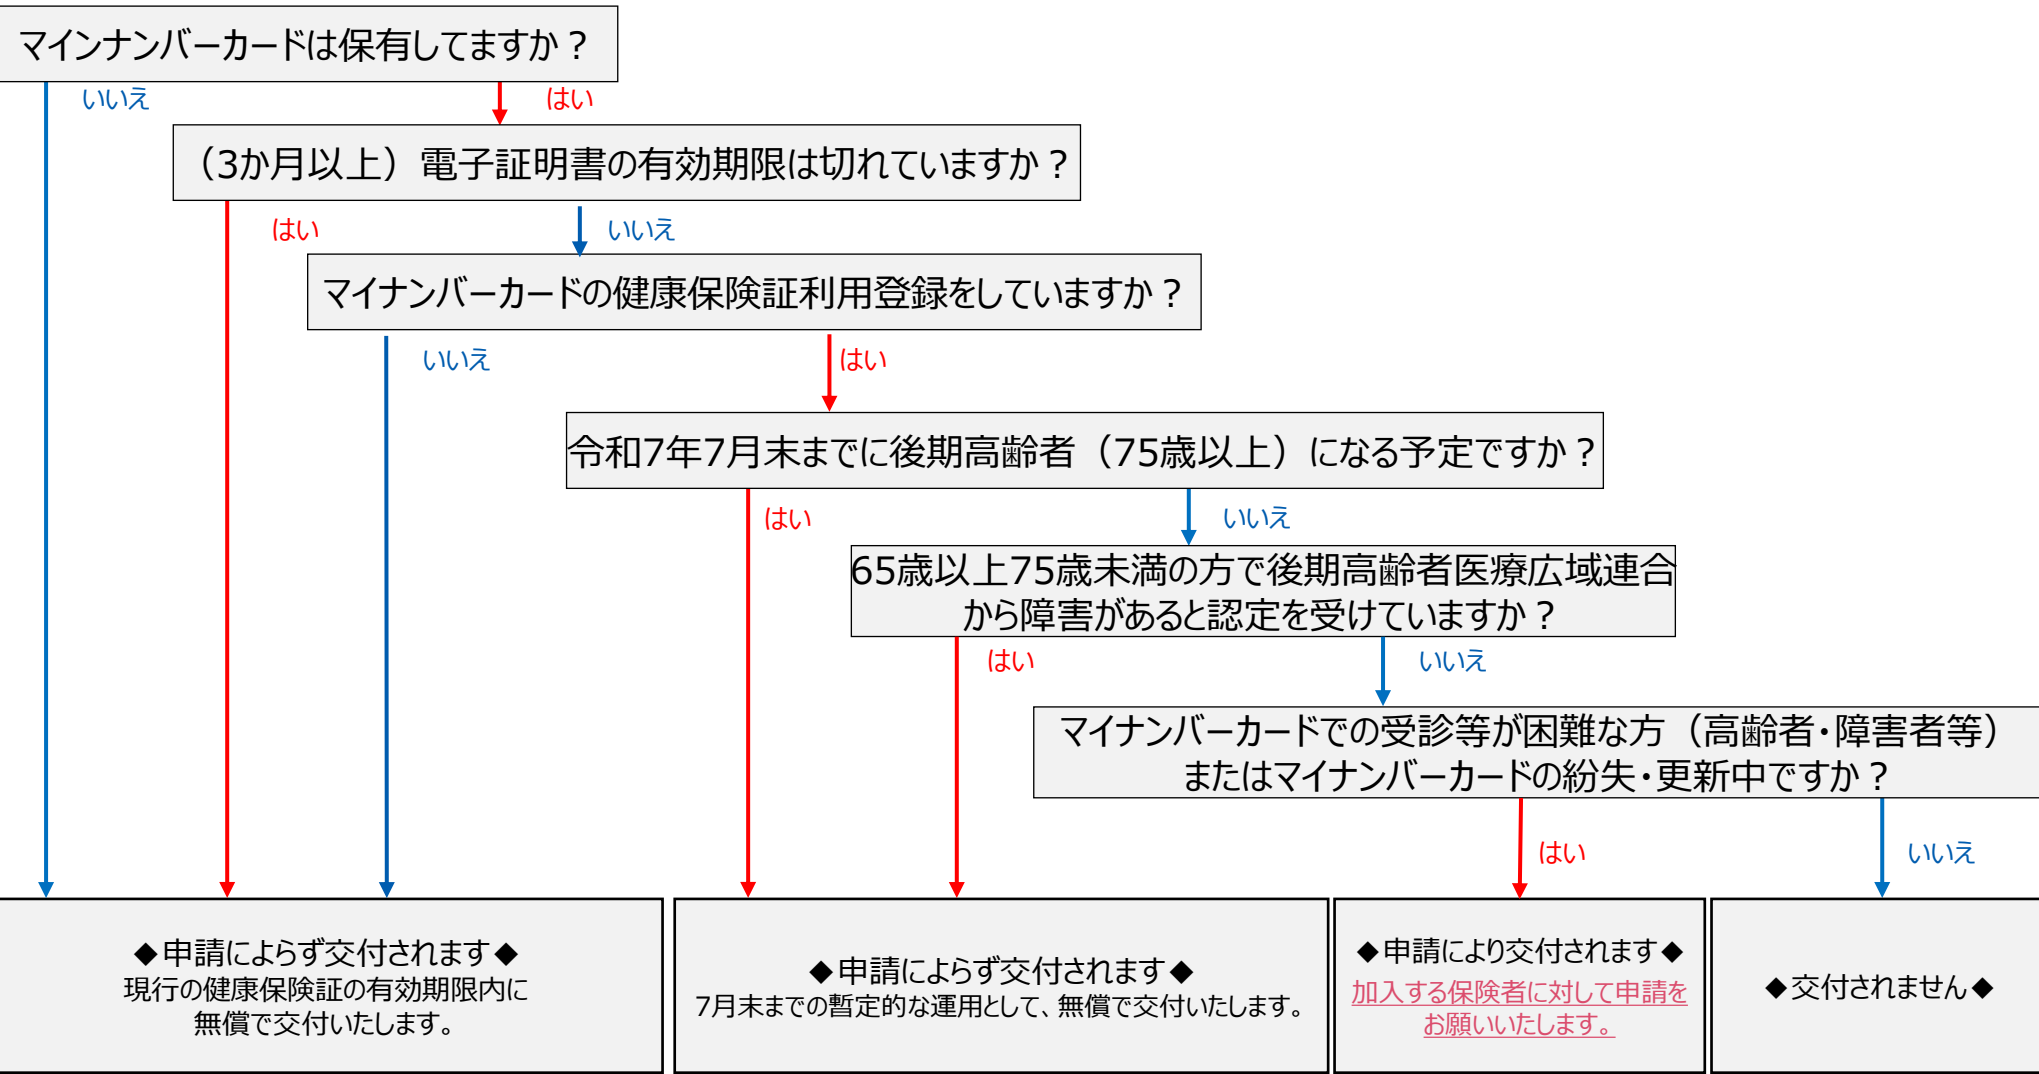 マインナンバーカードは保有してますか？
いいえ
はい
（3か月以上）電子証明書の有効期限は切れていますか？
はい
いいえ
マイナンバーカードの健康保険証利用登録をしていますか？
いいえ
はい
令和7年7月末までに後期高齢者（75歳以上）になる予定ですか？
はい
いいえ
65歳以上75歳未満の方で後期高齢者医療広域連合
から障害があると認定を受けていますか？
はい
いいえ
マイナンバーカードでの受診等が困難な方（高齢者・障害者等）
またはマイナンバーカードの紛失・更新中ですか？
はい
いいえ
◆申請によらず交付されます◆
現行の健康保険証の有効期限内に
無償で交付いたします。
◆申請によらず交付されます◆
7月末までの暫定的な運用として、無償で交付いたします。
◆申請により交付されます◆
加入する保険者に対して申請を
お願いいたします。
◆交付されません◆